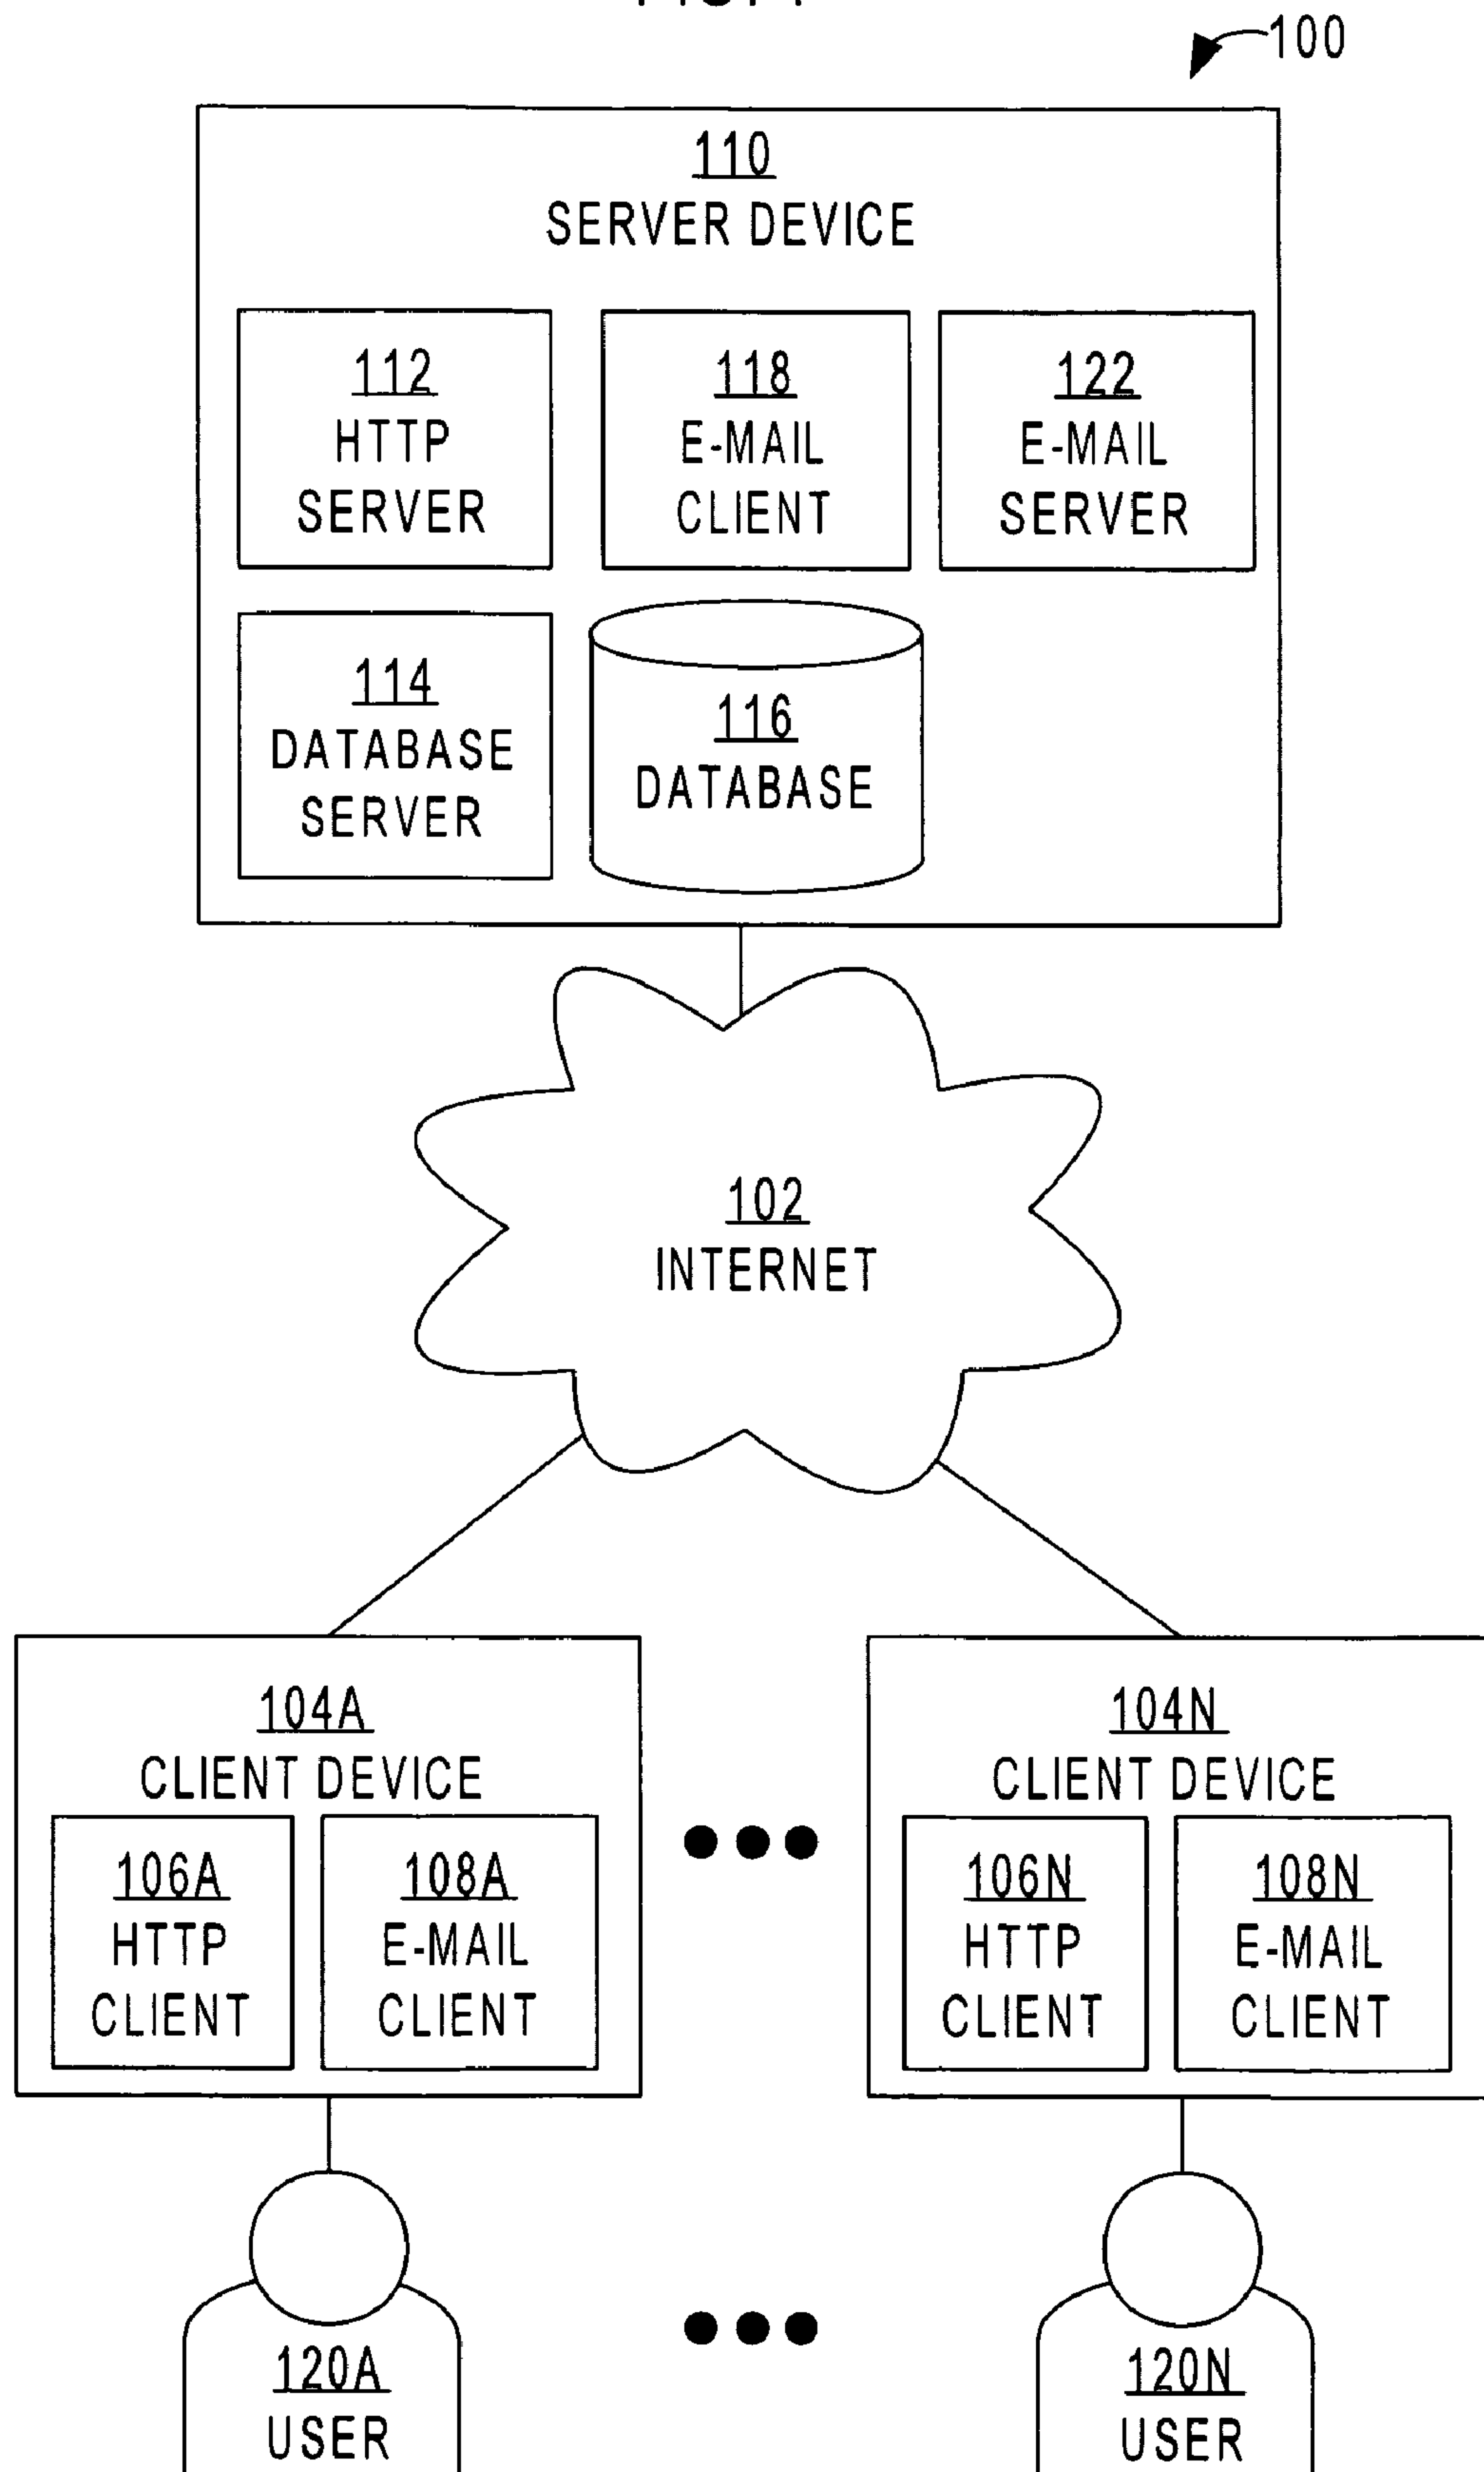 100
110
SERVER DEVICE
112
HTTP
SERVER
118
E-MAIL
CLIENT
122
E-MAIL
SERVER
114
DATABASE
SERVER
116
DATABASE
102
INTERNET
104A
CLIENT DEVICE
106A
HTTP
CLIENT
108A
E-MAIL
CLIENT
104N
CLIENT DEVICE
106N
HTTP
CLIENT
108N
E-MAIL
CLIENT
120A
USER
120N
USER